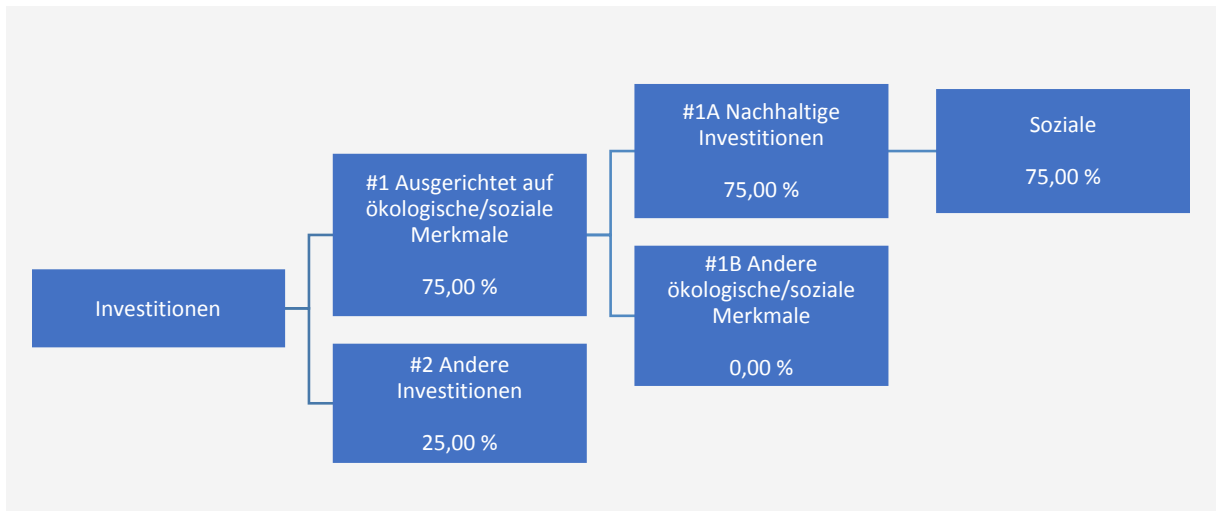 Investitionen
#1 Ausgerichtet auf
ökologische/soziale
Merkmale
75,00 %
#2 Andere
Investitionen
25,00 %
#1A Nachhaltige
Investitionen
75,00 %
#1B Andere
ökologische/soziale
Merkmale
0,00 %
Soziale
75,00 %